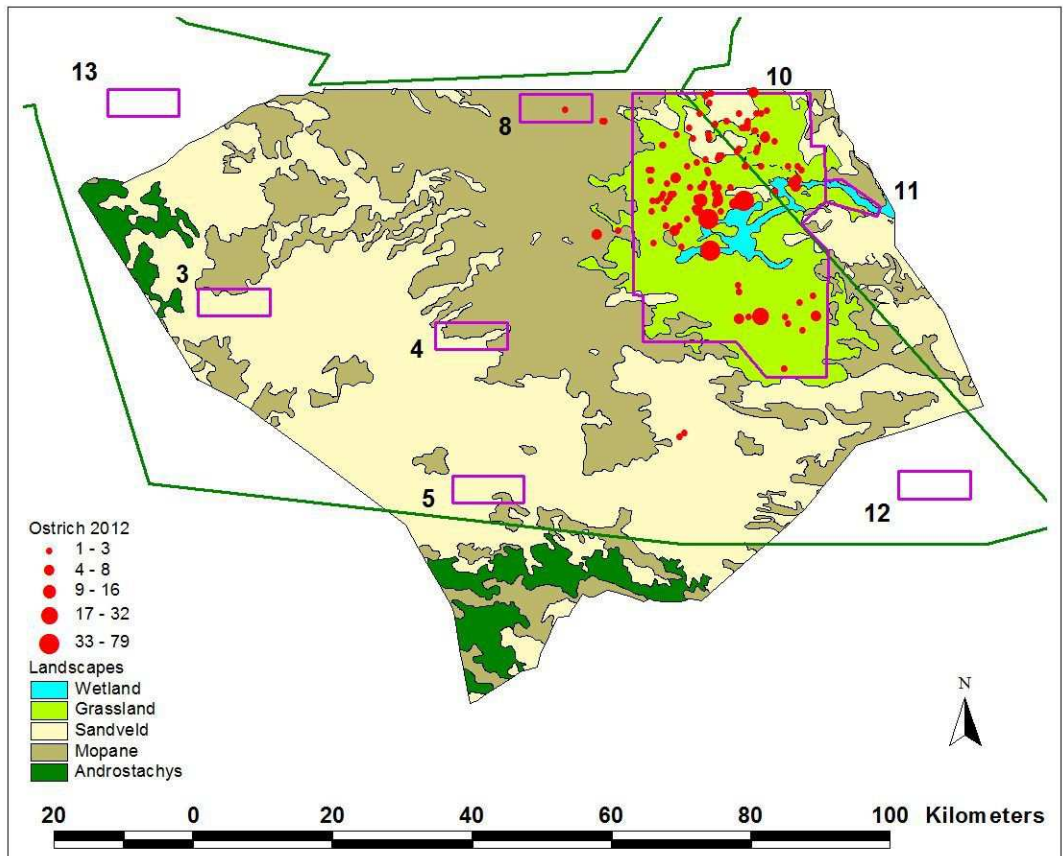 13
10
8
11
3
4
5
12
Ostrich 2012
1 - 3
4 - 8
9 - 16
17 - 32
33 - 79
Landscapes
Wetland
Grassland
Sandveld
Mopane
Androstachys
N
20 0 20 40 60 80 100 Kilometers